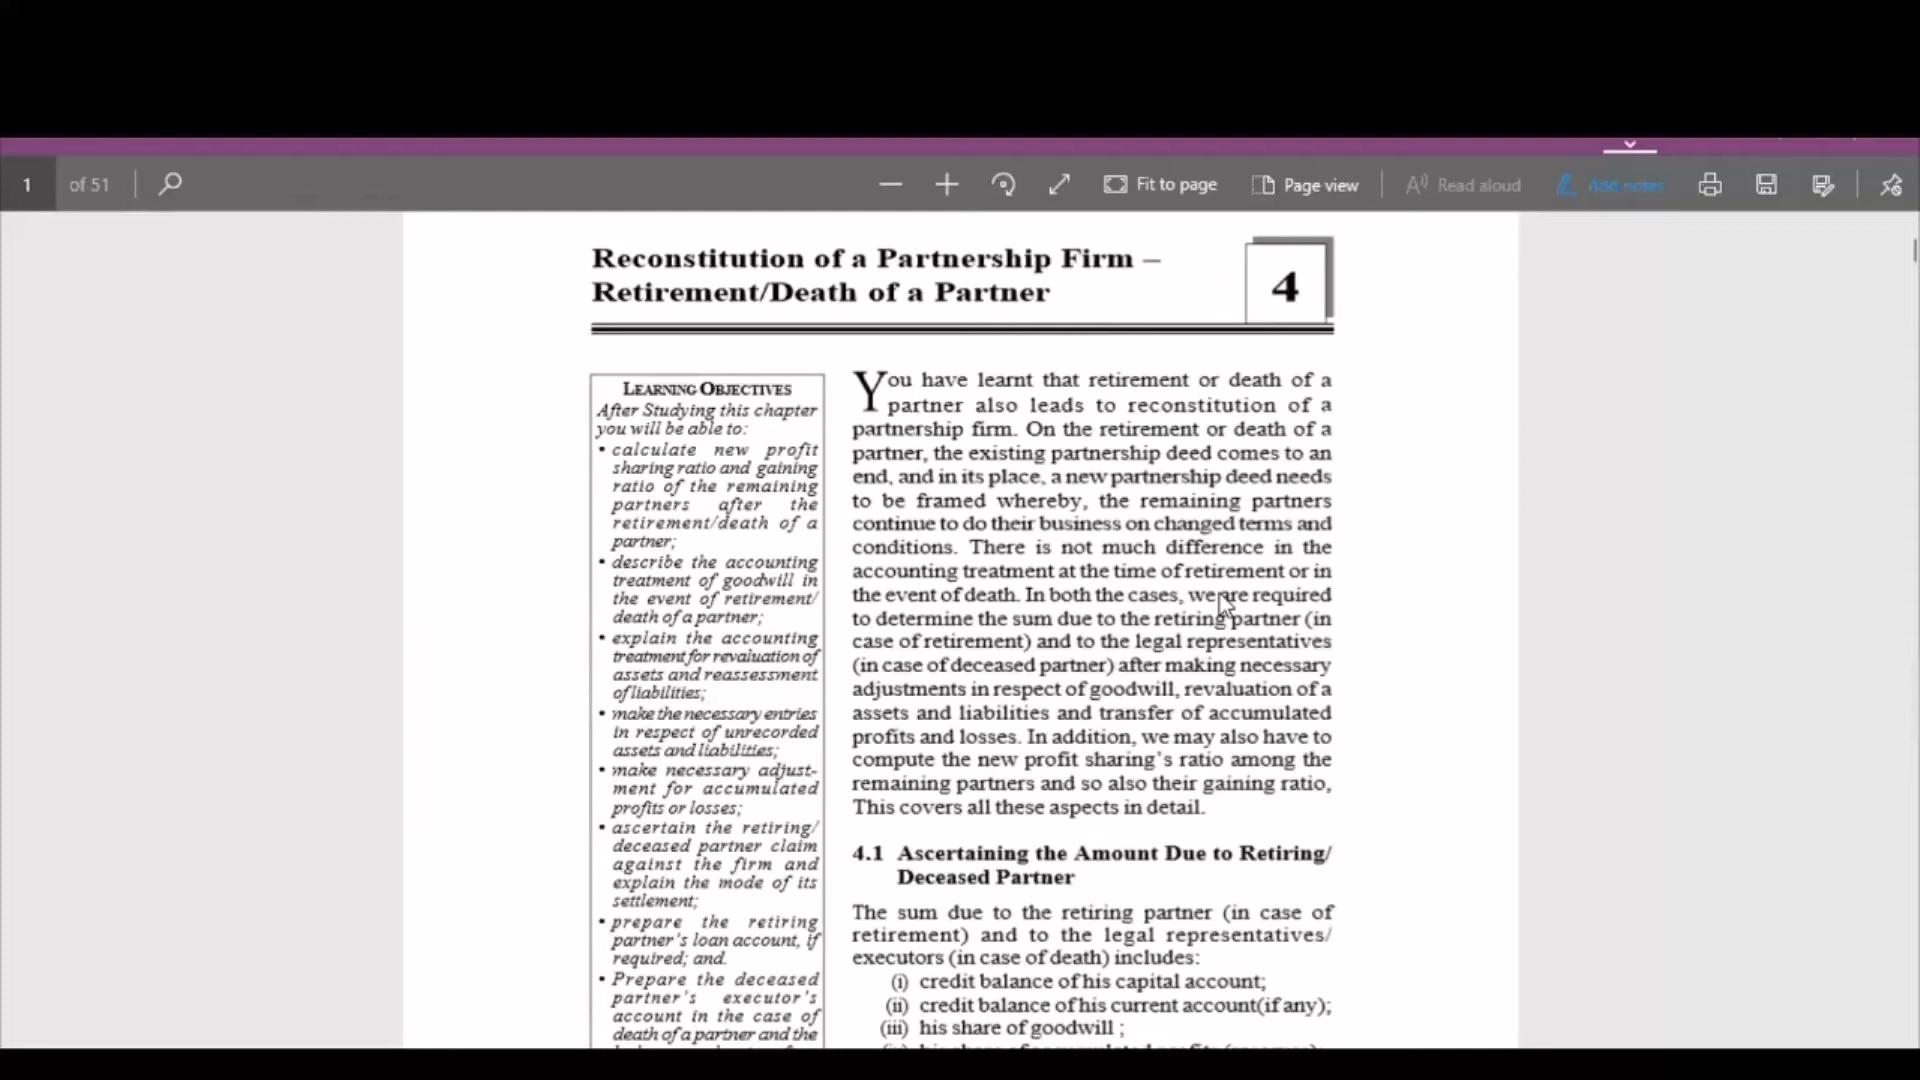 1 of 51
Fit to page
Page view
Read aloud
Add notes
Reconstitution of a Partnership Firm –
Retirement/Death of a Partner
4
LEARNING OBJECTIVES
After Studying this chapter
you will be able to:
• calculate new profit
sharing ratio and gaining
ratio of the remaining
partners after the
retirement/death of a
partner;
• describe the accounting
treatment of goodwill in
the event of retirement/
death of a partner;
• explain the accounting
treatment for revaluation of
assets and reassessment
of liabilities;
• make the necessary entries
in respect of unrecorded
assets and liabilities;
• make necessary adjust-
ment for accumulated
profits or losses;
• ascertain the retiring/
deceased partner claim
against the firm and
explain the mode of its
settlement;
• prepare the retiring
partner's loan account, if
required; and.
• Prepare the deceased
partner's executor's
account in the case of
death of a partner and the
You have learnt that retirement or death of a
partner also leads to reconstitution of a
partnership firm. On the retirement or death of a
partner, the existing partnership deed comes to an
end, and in its place, a new partnership deed needs
to be framed whereby, the remaining partners
continue to do their business on changed terms and
conditions. There is not much difference in the
accounting treatment at the time of retirement or in
the event of death. In both the cases, we are required
to determine the sum due to the retiring partner (in
case of retirement) and to the legal representatives
(in case of deceased partner) after making necessary
adjustments in respect of goodwill, revaluation of a
assets and liabilities and transfer of accumulated
profits and losses. In addition, we may also have to
compute the new profit sharing's ratio among the
remaining partners and so also their gaining ratio,
This covers all these aspects in detail.
4.1 Ascertaining the Amount Due to Retiring/
Deceased Partner
The sum due to the retiring partner (in case of
retirement) and to the legal representatives/
executors (in case of death) includes:
(i) credit balance of his capital account;
(ii) credit balance of his current account(if any);
(iii) his share of goodwill ;